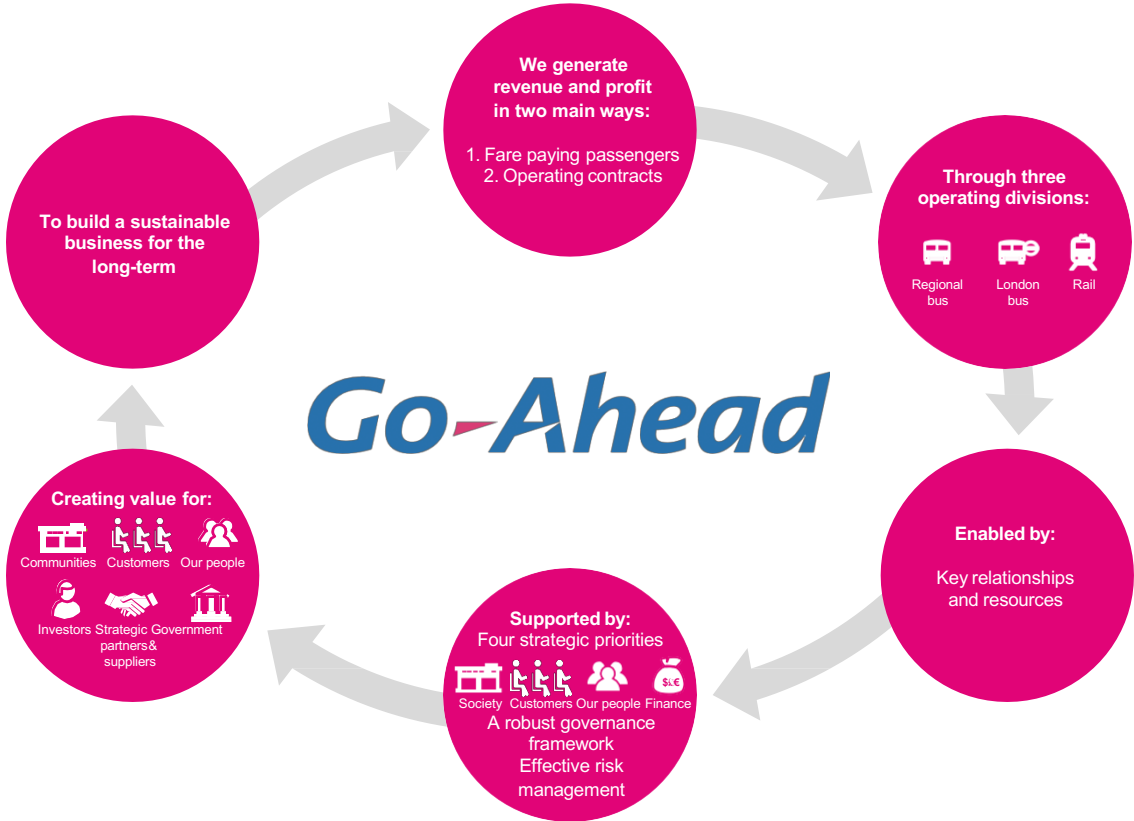 We generate
revenue and profit
in two main ways:
1. Fare paying passengers
2. Operating contracts
Through three
operating divisions:
Regional
bus
London
bus
Rail
Enabled by:
Key relationships
and resources
Supported by:
Four strategic priorities
$&€
Society Customers Our people Finance
A robust governance
framework
Effective risk
management
Creating value for:
Communities Customers Our people
Investors Strategic Government
partners&
suppliers
To build a sustainable
business for the
long-term
Go-Ahead